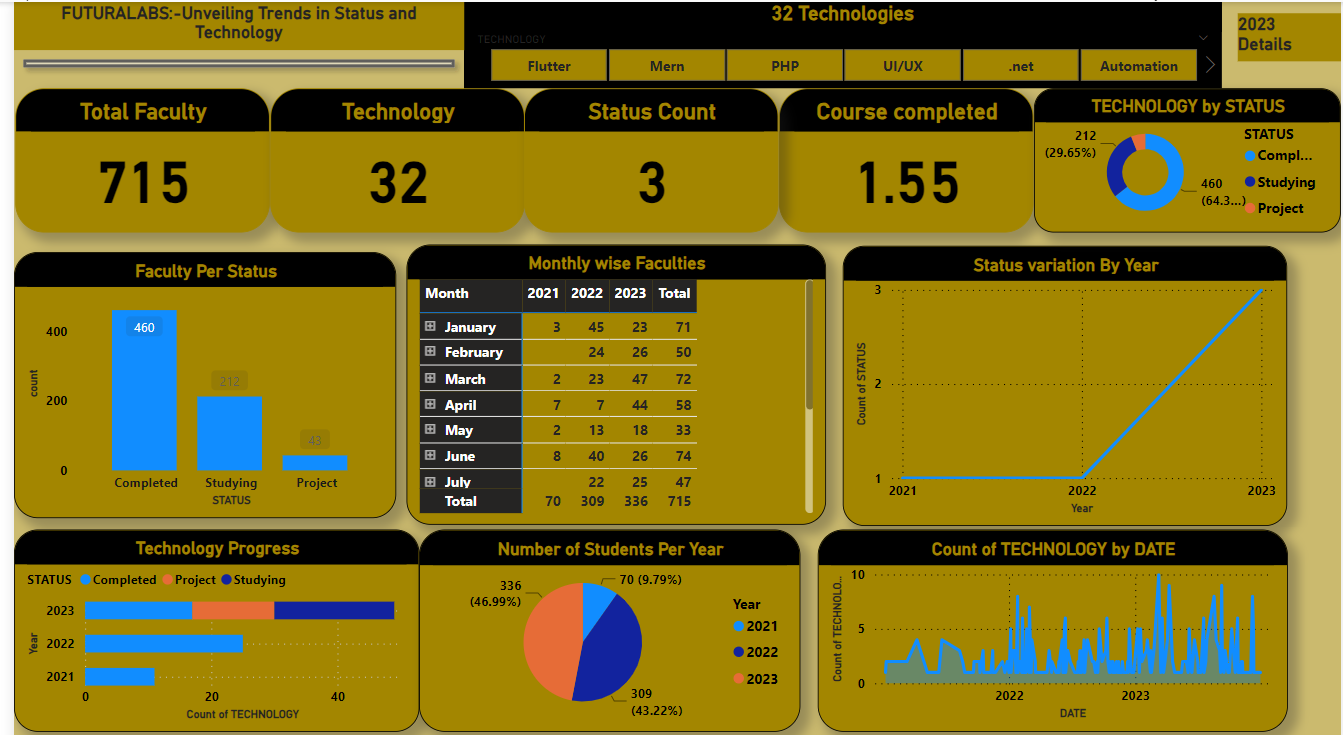 FUTURALABS:-Unveiling Trends in Status and
Technology
32 Technologies
TECHNOLOGY
Flutter
Mern
PHP
UI/UX
.net
Automation
2023
Details
Total Faculty
715
Technology
32
Status Count
3
Course completed
1.55
TECHNOLOGY by STATUS
212
(29.65%)
460
(64.3...)
STATUS
Compl...
Studying
Project
Faculty Per Status
count
400
200
0
460
212
43
Completed Studying Project
STATUS
Monthly wise Faculties
Month 2021 2022 2023 Total
January 3 45 23 71
February 24 26 50
March 2 23 47 72
April 7 7 44 58
May 2 13 18 33
June 8 40 26 74
July 22 25 47
Total 70 309 336 715
Status variation By Year
Count of STATUS
3
2
1
2021 2022 2023
Year
Technology Progress
STATUS Completed Project Studying
Year
2023
2022
2021
0 20 40
Count of TECHNOLOGY
Number of Students Per Year
336
(46.99%)
70 (9.79%)
309
(43.22%)
Year
2021
2022
2023
Count of TECHNOLOGY by DATE
Count of TECHNOLO...
10
5
0
2022 2023
DATE